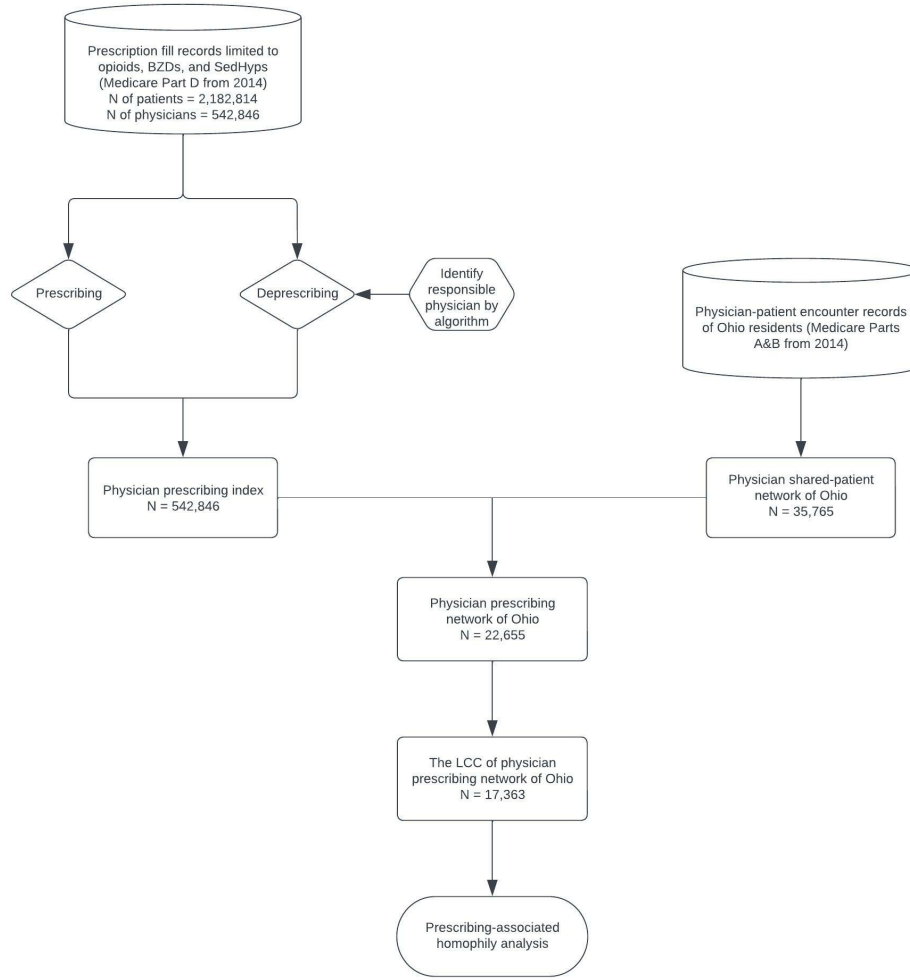 Prescription fill records limited to
opioids, BZDs, and SedHyps
(Medicare Part D from 2014)
N of patients = 2,182,814
N of physicians = 542,846
Prescribing
Deprescribing
Identify
responsible
physician by
algorithm
Physician-patient encounter records
of Ohio residents (Medicare Parts
A&B from 2014)
Physician prescribing index
N = 542,846
Physician shared-patient
network of Ohio
N = 35,765
Physician prescribing
network of Ohio
N = 22,655
The LCC of physician
prescribing network of Ohio
N = 17,363
Prescribing-associated
homophily analysis